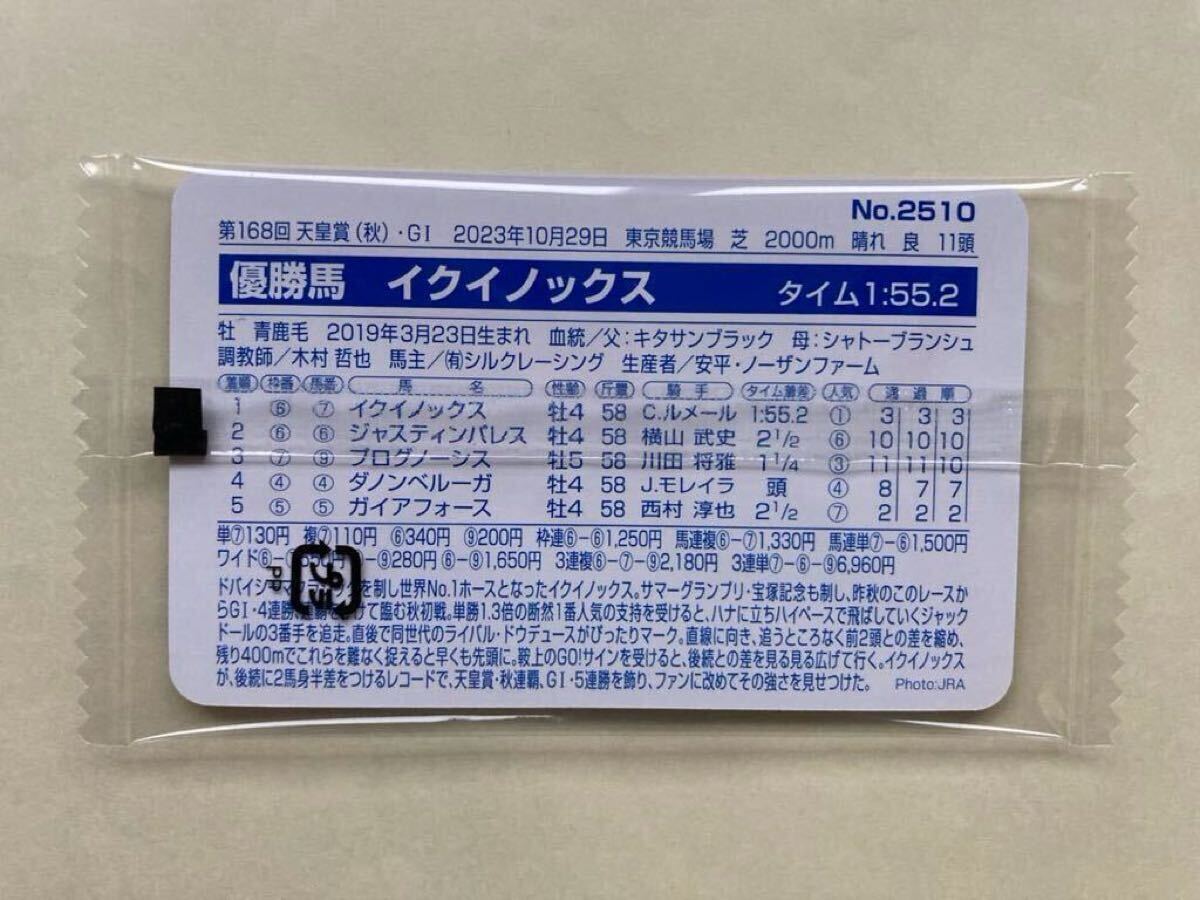 No.2510
第168回 天皇賞(秋)・GI 2023年10月29日 東京競馬場 芝 2000m 晴れ 良 11頭
優勝馬 イクイノックス タイム1:55.2
牡 青鹿毛 2019年3月23日生まれ 血統/父:キタサンブラック 母:シャトーブランシュ
調教師/木村 哲也 馬主/(有)シルクレーシング 生産者/安平・ノーザンファーム
着順 枠番 馬番 馬名 性齢 斤量 騎手 タイム着差 人気 通過順
1 ⑥ ⑦ イクイノックス 牡4 58 C.ルメール 1:55.2 ① 3 3 3
2 ⑥ ⑥ ジャスティンパレス 牡4 58 横山 武史 2 1/2 ⑥ 10 10 10
3 ⑦ ⑨ プログノーシス 牡5 58 川田 将雅 1 1/4 ③ 11 11 10
4 ④ ④ ダノンベルーガ 牡4 58 J.モレイラ 頭 ④ 8 7 7
5 ⑤ ⑤ ガイアフォース 牡4 58 西村 淳也 2 1/2 ⑦ 2 2 2
単⑦130円 複⑦110円 ⑥340円 ⑨200円 枠連⑥-⑥1,250円 馬連複⑥-⑦1,330円 馬連単⑦-⑥1,500円
ワイド⑥- -⑨280円 ⑥-⑨1,650円 3連複⑥-⑦-⑨2,180円 3連単⑦-⑥-⑨6,960円
ドバイシ を制し世界No.1ホースとなったイクイノックス。サマーグランプリ・宝塚記念も制し、昨秋のこのレースか
らGI・4連勝、 けて臨む秋初戦。単勝1.3倍の断然1番人気の支持を受けると、ハナに立ちハイペースで飛ばしていくジャック
ドールの3番手を追走。直後で同世代のライバル・ドウデュースがぴったりマーク。直線に向き、追うところなく前2頭との差を縮め、
残り400mでこれらを難なく捉えると早くも先頭に。鞍上のGO!サインを受けると、後続との差を見る見る広げて行く。イクイノックス
が、後続に2馬身半差をつけるレコードで、天皇賞・秋連覇、GI・5連勝を飾り、ファンに改めてその強さを見せつけた。 Photo:JRA
プラ
PP